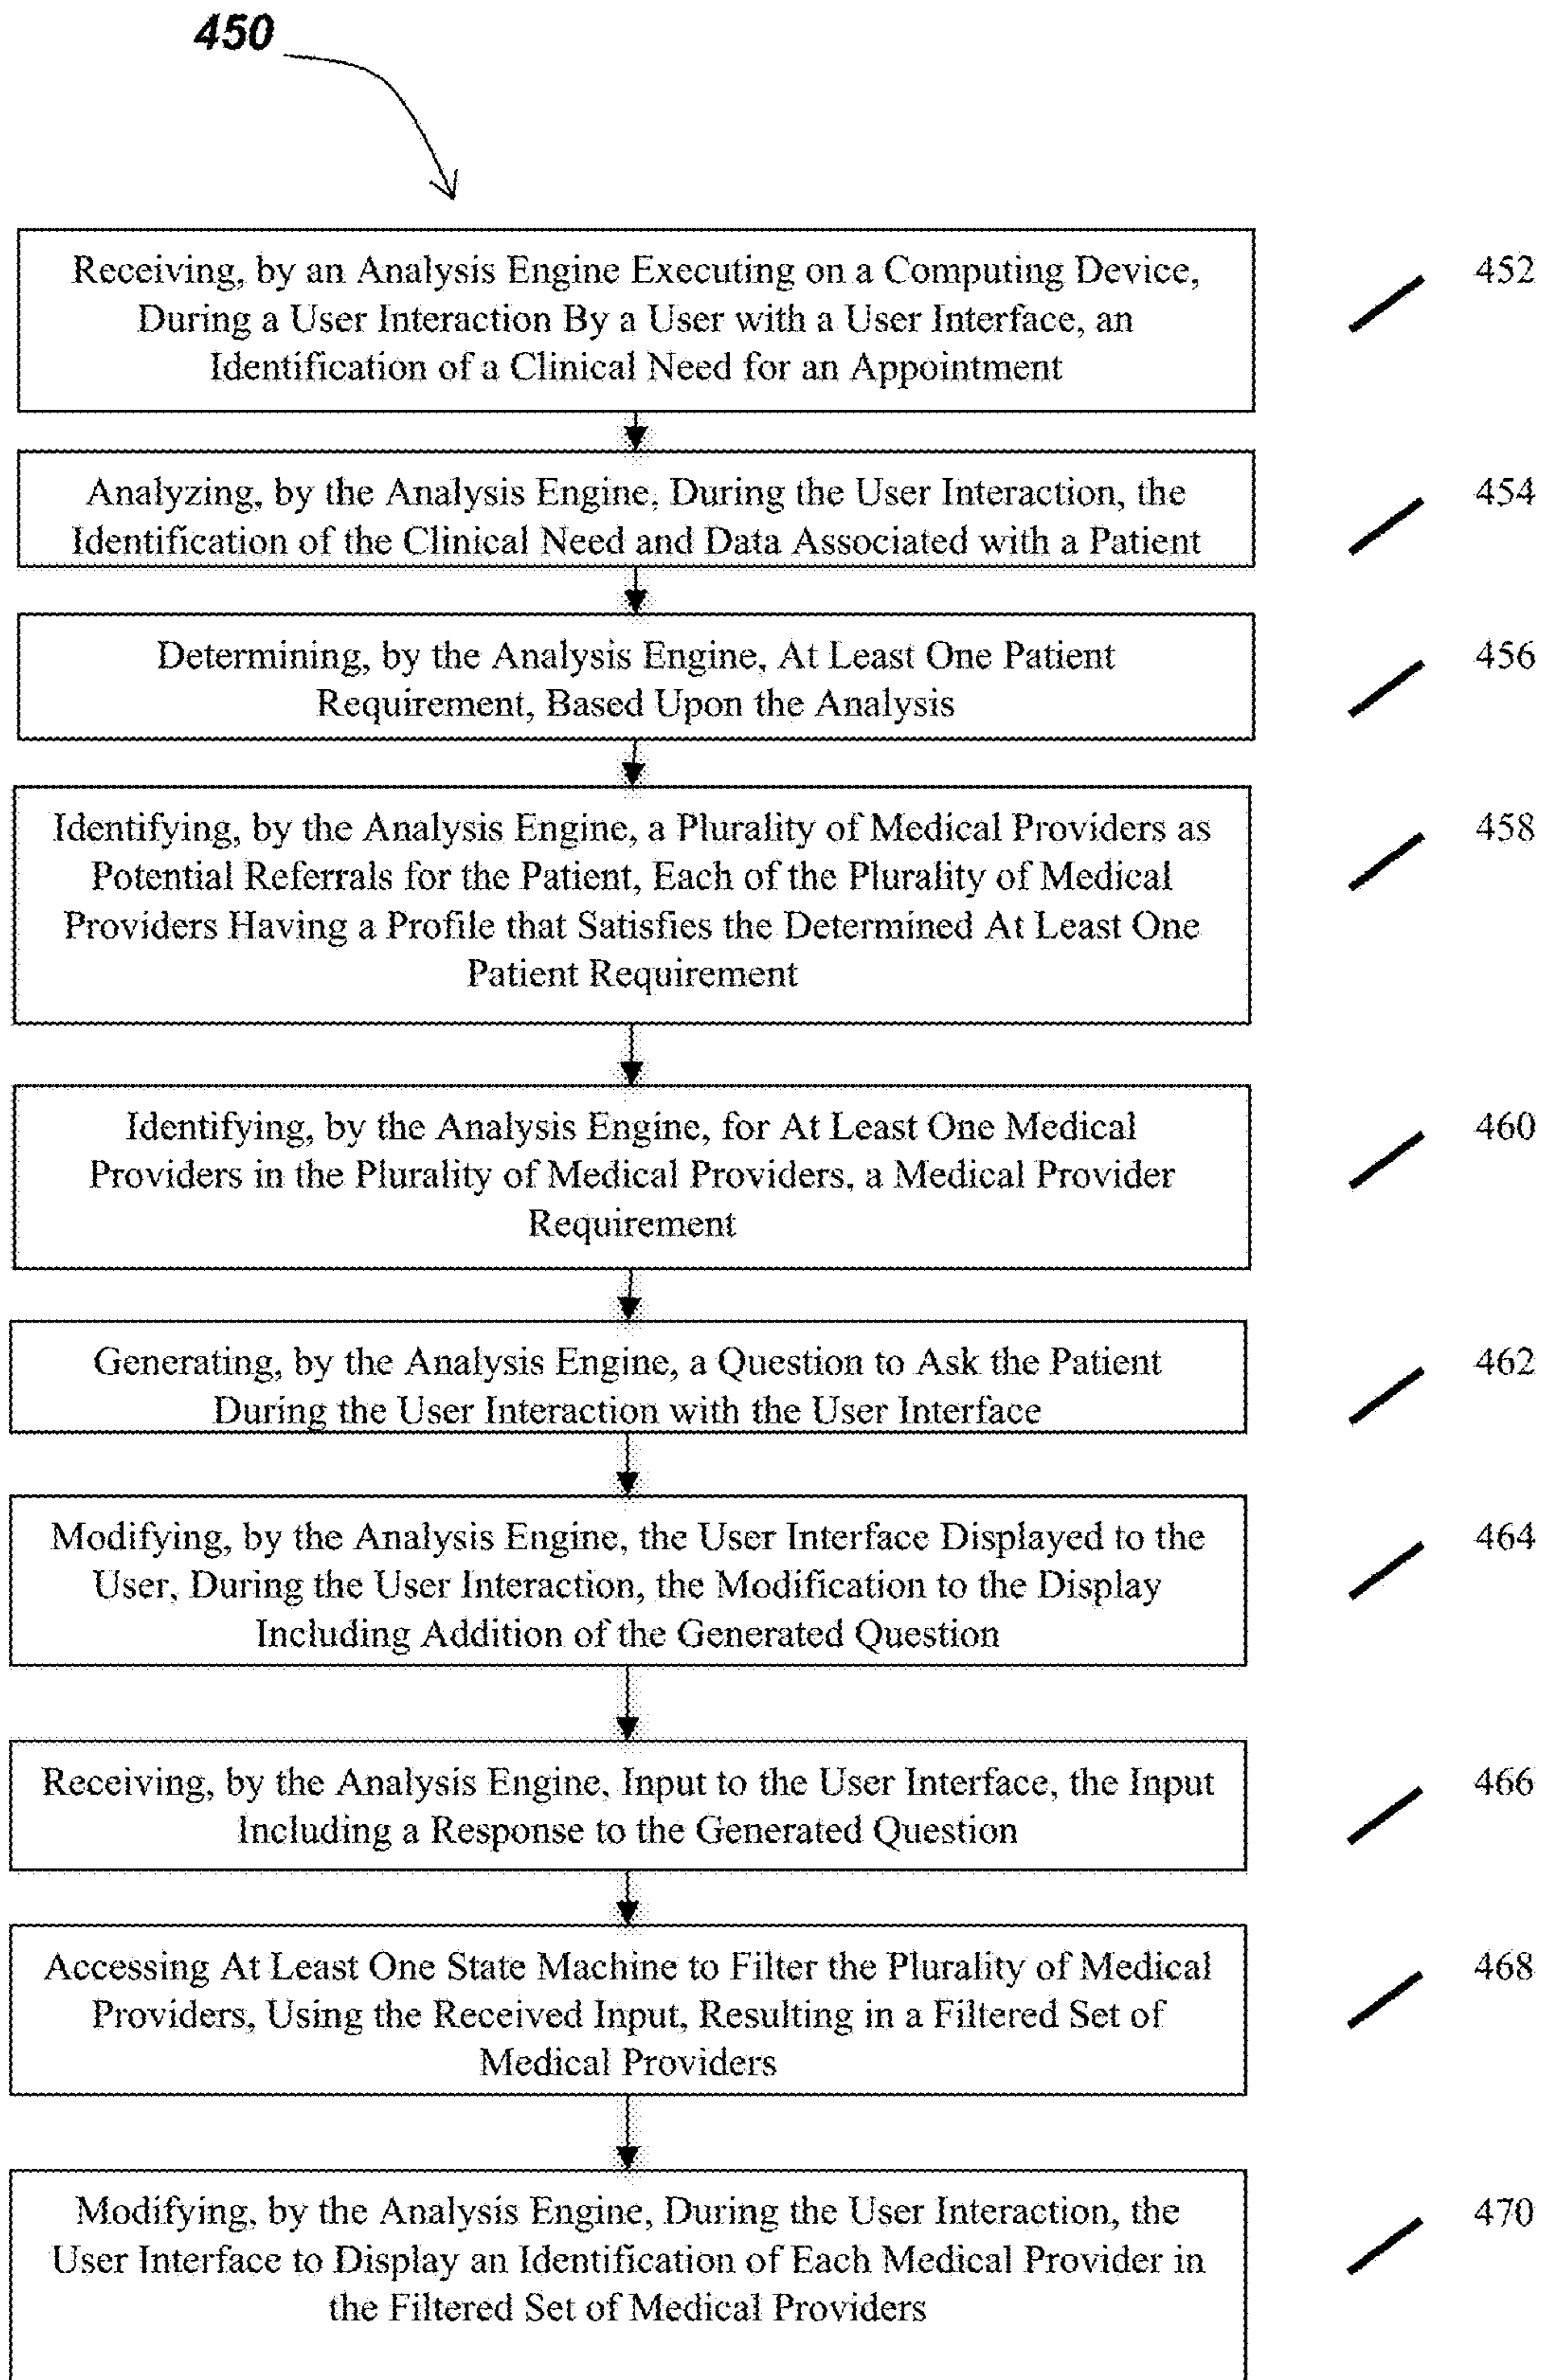 450
Receiving, by an Analysis Engine Executing on a Computing Device,
During a User Interaction By a User with a User Interface, an
Identification of a Clinical Need for an Appointment
452
Analyzing, by the Analysis Engine, During the User Interaction, the
Identification of the Clinical Need and Data Associated with a Patient
454
Determining, by the Analysis Engine, At Least One Patient
Requirement, Based Upon the Analysis
456
Identifying, by the Analysis Engine, a Plurality of Medical Providers as
Potential Referrals for the Patient, Each of the Plurality of Medical
Providers Having a Profile that Satisfies the Determined At Least One
Patient Requirement
458
Identifying, by the Analysis Engine, for At Least One Medical
Providers in the Plurality of Medical Providers, a Medical Provider
Requirement
460
Generating, by the Analysis Engine, a Question to Ask the Patient
During the User Interaction with the User Interface
462
Modifying, by the Analysis Engine, the User Interface Displayed to the
User, During the User Interaction, the Modification to the Display
Including Addition of the Generated Question
464
Receiving, by the Analysis Engine, Input to the User Interface, the Input
Including a Response to the Generated Question
466
Accessing At Least One State Machine to Filter the Plurality of Medical
Providers, Using the Received Input, Resulting in a Filtered Set of
Medical Providers
468
Modifying, by the Analysis Engine, During the User Interaction, the
User Interface to Display an Identification of Each Medical Provider in
the Filtered Set of Medical Providers
470